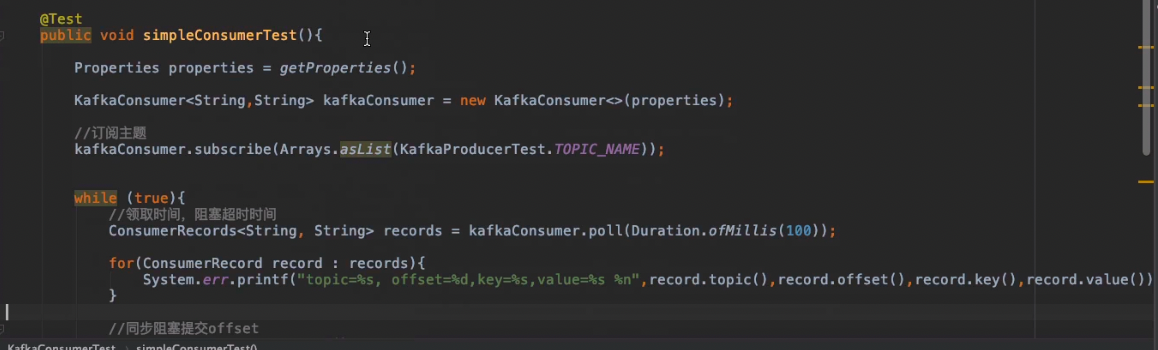 @Test
public void simpleConsumerTest(){
Properties properties = getProperties();
KafkaConsumer<String,String> kafkaConsumer = new KafkaConsumer<>(properties);
//订阅主题
kafkaConsumer.subscribe(Arrays.asList(KafkaProducerTest.TOPIC_NAME));
while (true){
//领取时间，阻塞超时时间
ConsumerRecords<String, String> records = kafkaConsumer.poll(Duration.ofMillis(100));
for(ConsumerRecord record : records){
System.err.printf("topic=%s, offset=%d,key=%s,value=%s %n",record.topic(),record.offset(),record.key(),record.value())
}
//同步阻塞提交offset
KafkaConsumerTest › simpleConsumerTest()